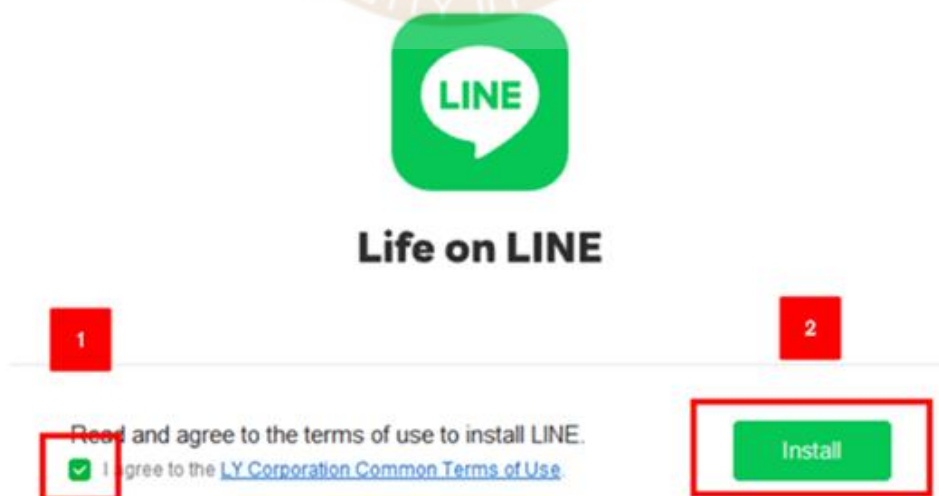 LINE
Life on LINE
1
2
Read and agree to the terms of use to install LINE.
I agree to the LY Corporation Common Terms of Use.
Install